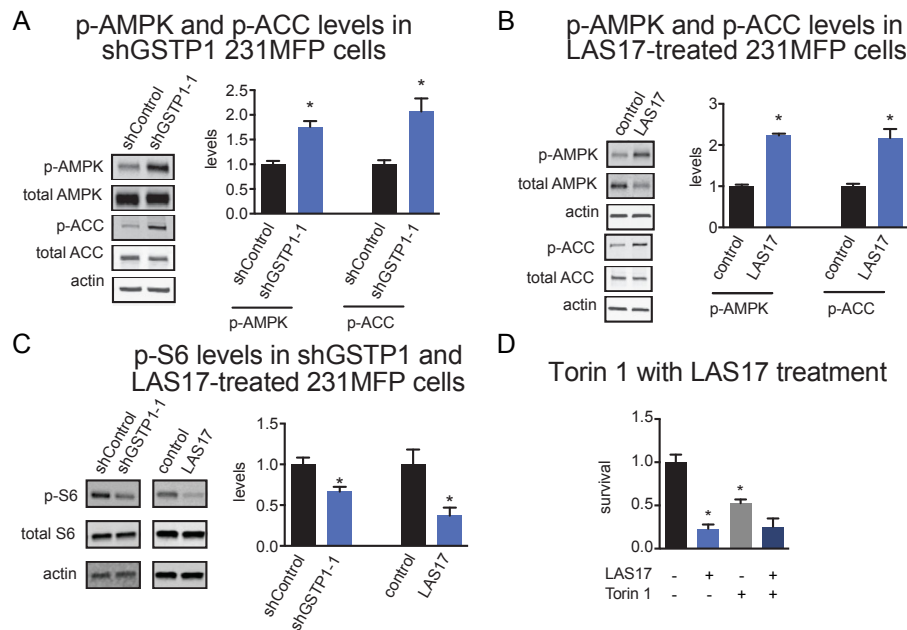 A
p-AMPK and p-ACC levels in
shGSTP1 231MFP cells
shControl
shGSTP1-1
p-AMPK
total AMPK
p-ACC
total ACC
actin
levels
2.5
2.0
1.5
1.0
0.5
0.0
*
*
shControl
shGSTP1-1
shControl
shGSTP1-1
p-AMPK
p-ACC
B
p-AMPK and p-ACC levels in
LAS17-treated 231MFP cells
control
LAS17
p-AMPK
total AMPK
actin
p-ACC
total ACC
actin
levels
3
2
1
0
*
*
control
LAS17
control
LAS17
p-AMPK
p-ACC
C
p-S6 levels in shGSTP1 and
LAS17-treated 231MFP cells
shControl
shGSTP1-1
control
LAS17
p-S6
total S6
actin
levels
1.5
1.0
0.5
0.0
*
*
shControl
shGSTP1-1
control
LAS17
D
Torin 1 with LAS17 treatment
survival
1.5
1.0
0.5
0.0
*
*
LAS17 - + - +
Torin 1 - - + +